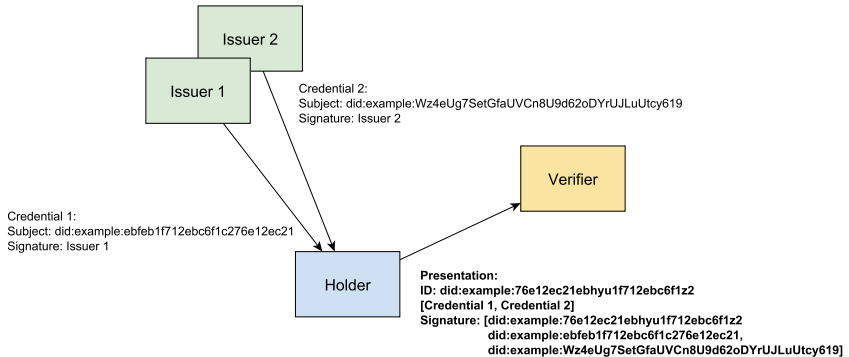 Issuer 2
Issuer 1
Credential 2:
Subject: did:example:Wz4eUg7SetGfaUVCn8U9d62oDYrUJLuUtcy619
Signature: Issuer 2
Verifier
Credential 1:
Subject: did:example:ebfeb1f712ebc6f1c276e12ec21
Signature: Issuer 1
Holder
Presentation:
ID: did:example:76e12ec21ebhyu1f712ebc6f1z2
[Credential 1, Credential 2]
Signature: [did:example:76e12ec21ebhyu1f712ebc6f1z2
did:example:ebfeb1f712ebc6f1c276e12ec21,
did:example:Wz4eUg7SetGfaUVCn8U9d62oDYrUJLuUtcy619]